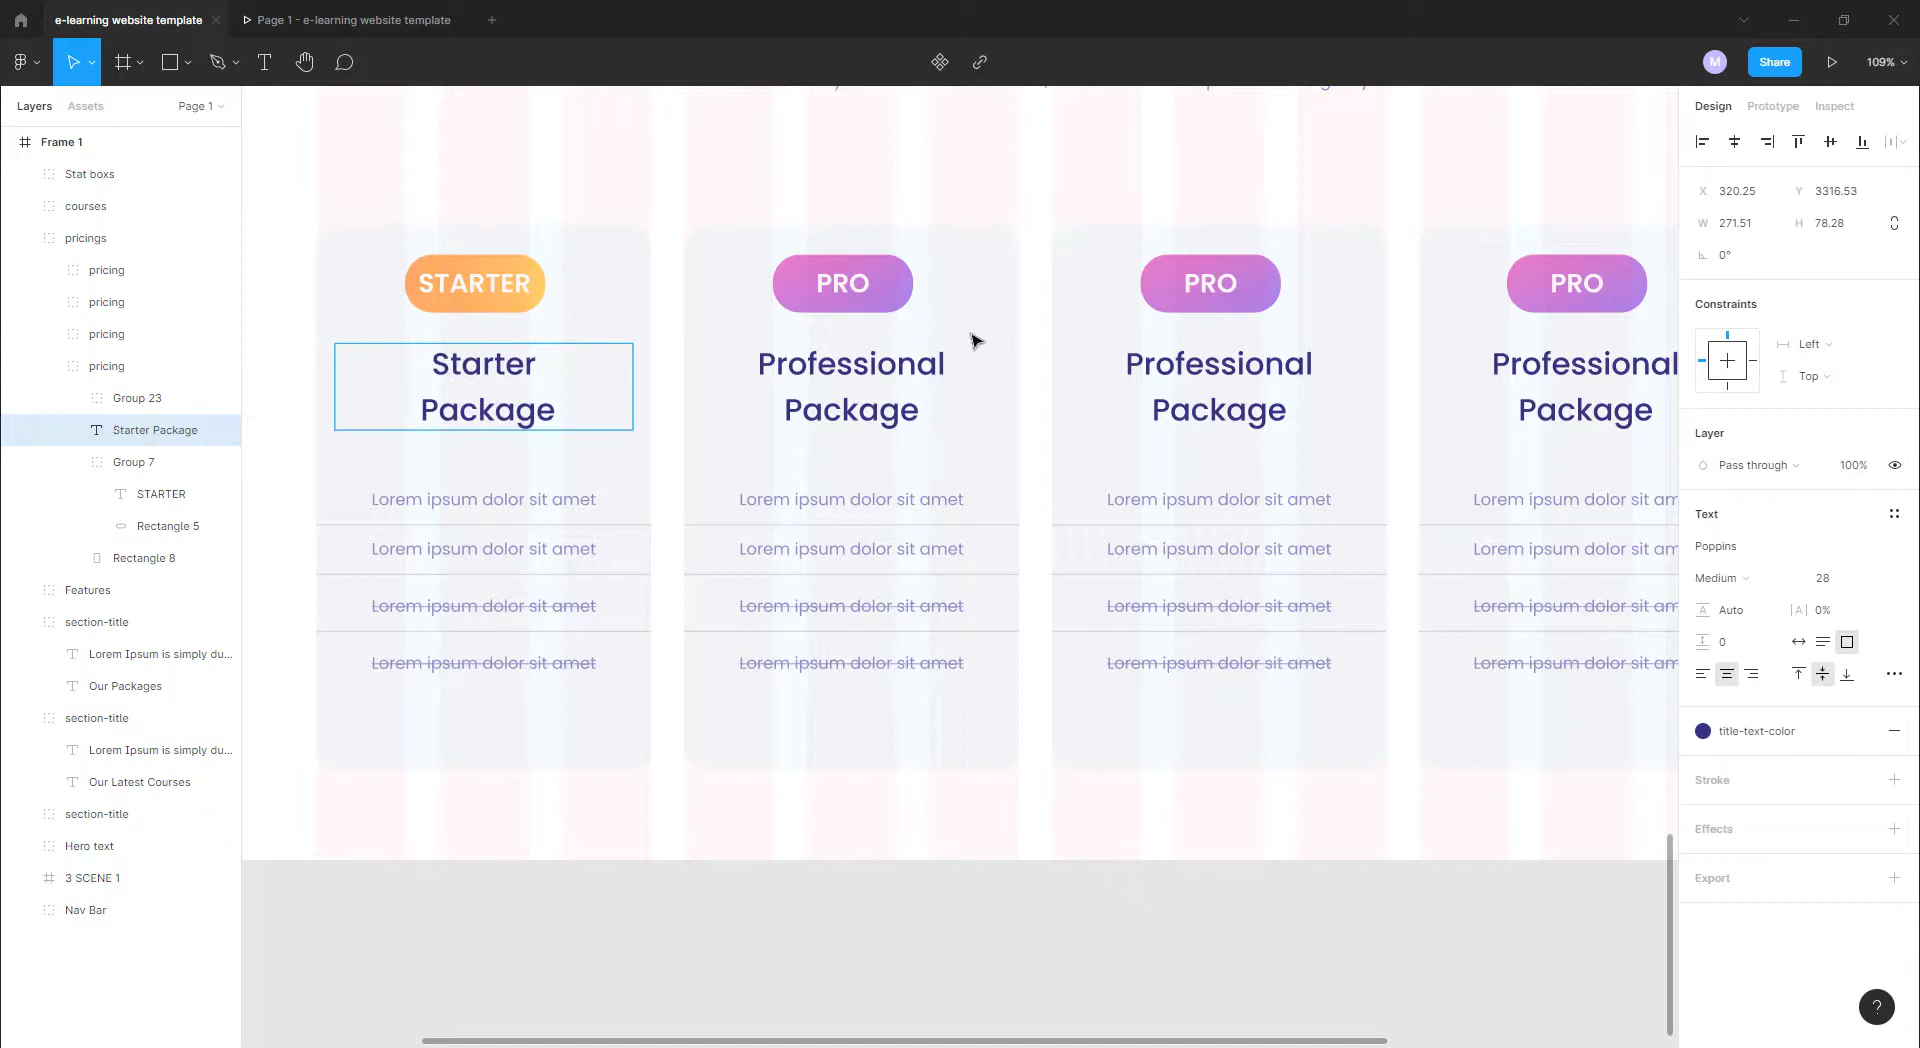 e-learning website template
Page 1 - e-learning website template
M
Share
109%
Layers
Assets
Page 1
Frame 1
Stat boxs
courses
pricings
pricing
pricing
pricing
pricing
Group 23
Starter Package
Group 7
STARTER
Rectangle 5
Rectangle 8
Features
section-title
Lorem Ipsum is simply du...
Our Packages
section-title
Lorem Ipsum is simply du...
Our Latest Courses
section-title
Hero text
3 SCENE 1
Nav Bar
STARTER
Starter
Package
Lorem ipsum dolor sit amet
Lorem ipsum dolor sit amet
Lorem ipsum dolor sit amet
Lorem ipsum dolor sit amet
PRO
Professional
Package
Lorem ipsum dolor sit amet
Lorem ipsum dolor sit amet
Lorem ipsum dolor sit amet
Lorem ipsum dolor sit amet
PRO
Professional
Package
Lorem ipsum dolor sit amet
Lorem ipsum dolor sit amet
Lorem ipsum dolor sit amet
Lorem ipsum dolor sit amet
PRO
Professional
Package
Lorem ipsum dolor sit am
Lorem ipsum dolor sit am
Lorem ipsum dolor sit am
Lorem ipsum dolor sit am
Design
Prototype
Inspect
X 320.25
Y 3316.53
W 271.51
H 78.28
0°
Constraints
Left
Top
Layer
Pass through
100%
Text
Poppins
Medium
28
Auto
|A| 0%
0
title-text-color
Stroke
Effects
Export
?